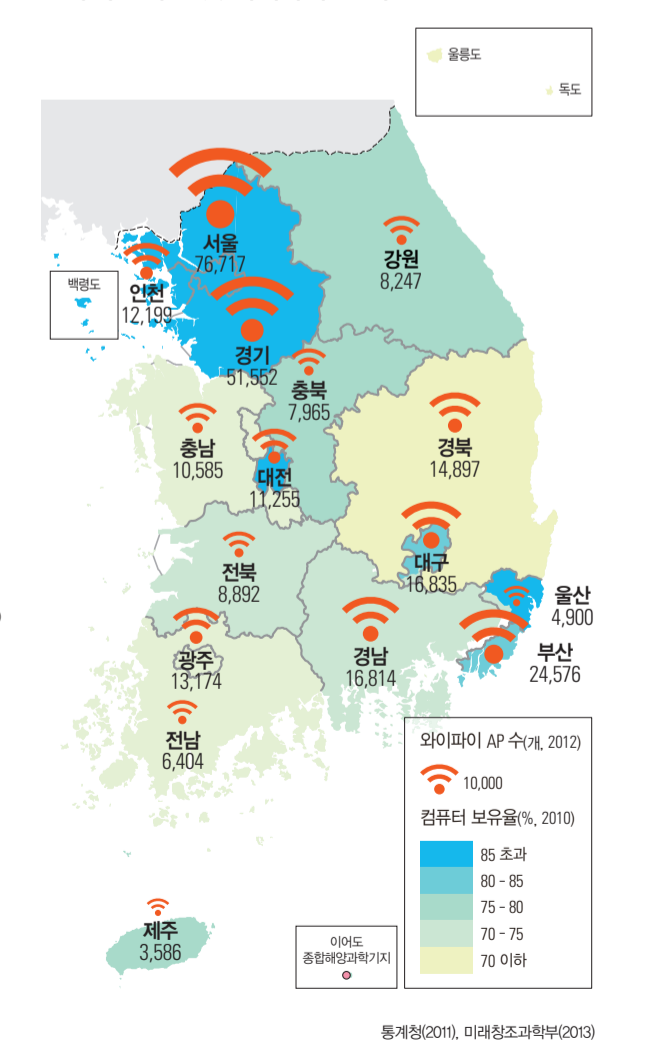 울릉도
독도
서울
76,717
강원
8,247
백령도
인천
12,199
경기
51,552
충북
7,965
충남
10,585
경북
14,897
대전
11,255
대구
16,835
전북
8,892
울산
4,900
경남
16,814
부산
24,576
광주
13,174
전남
6,404
와이파이 AP 수(개, 2012)
10,000
컴퓨터 보유율(%, 2010)
85 초과
80 - 85
75 - 80
70 - 75
70 이하
제주
3,586
이어도
종합해양과학기지
통계청(2011), 미래창조과학부(2013)